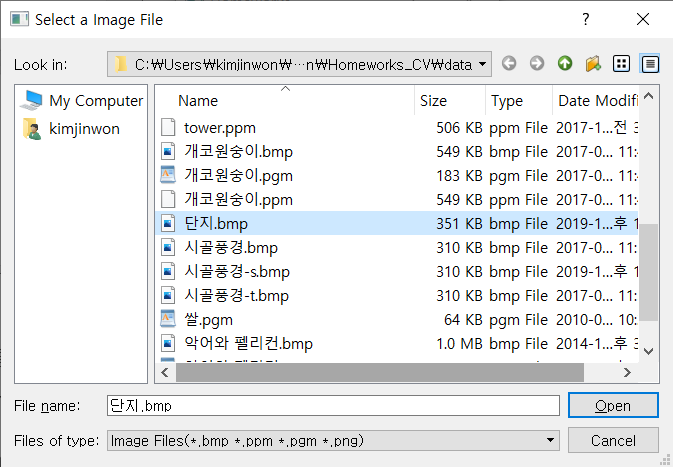 Select a Image File
Look in: C:₩Users₩kimjinwon₩…n₩Homeworks_CV₩data
My Computer
kimjinwon
Name Size Type Date Modifi
tower.ppm 506 KB ppm File 2017-1...전 3
개코원숭이.bmp 549 KB bmp File 2017-0... 11:4
개코원숭이.pgm 183 KB pgm File 2017-0... 11:4
개코원숭이.ppm 549 KB ppm File 2017-0... 11:4
단지.bmp 351 KB bmp File 2019-1...후 1
시골풍경.bmp 310 KB bmp File 2017-0... 11:
시골풍경-s.bmp 310 KB bmp File 2019-1...후 1
시골풍경-t.bmp 310 KB bmp File 2017-0... 11:
쌀.pgm 64 KB pgm File 2010-0... 10:
악어와 펠리컨.bmp 1.0 MB bmp File 2014-1...후 3
File name: 단지.bmp
Open
Files of type: Image Files(*.bmp *.ppm *.pgm *.png)
Cancel